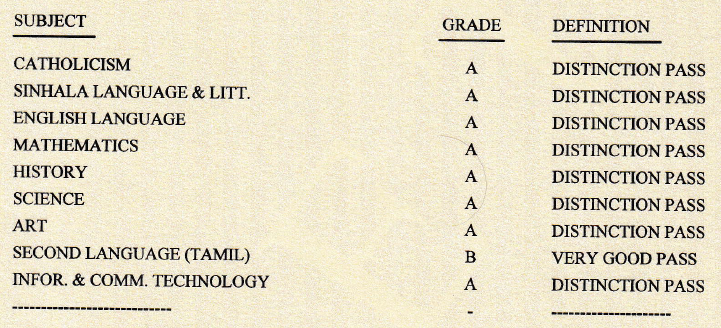 SUBJECT GRADE DEFINITION
CATHOLICISM A DISTINCTION PASS
SINHALA LANGUAGE & LITT. A DISTINCTION PASS
ENGLISH LANGUAGE A DISTINCTION PASS
MATHEMATICS A DISTINCTION PASS
HISTORY A DISTINCTION PASS
SCIENCE A DISTINCTION PASS
ART A DISTINCTION PASS
SECOND LANGUAGE (TAMIL) B VERY GOOD PASS
INFOR. & COMM. TECHNOLOGY A DISTINCTION PASS
---------------------------- - ---------------------